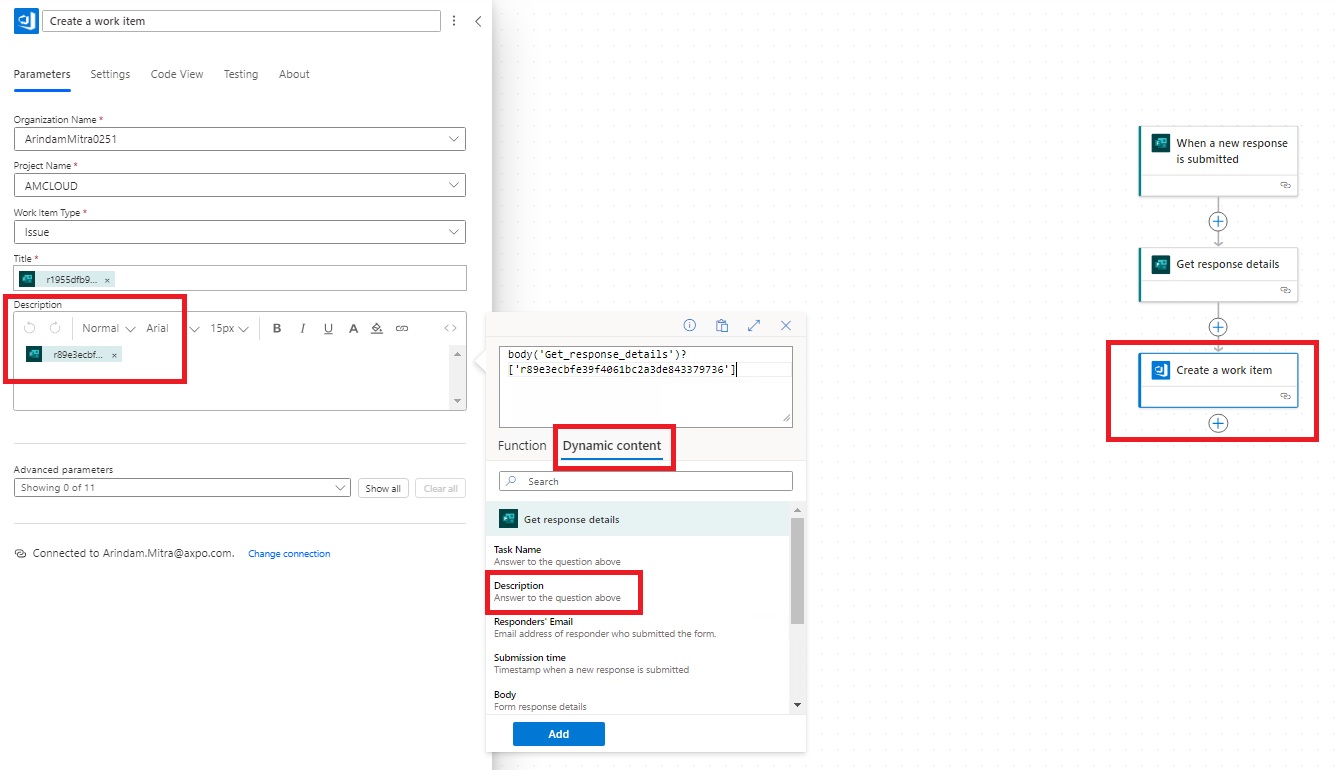 Create a work item
Parameters
Settings
Code View
Testing
About
Organization Name *
ArindamMitra0251
Project Name *
AMCLOUD
Work Item Type *
Issue
Title *
r1955dfb9... ×
Description
Normal
Arial
15px
B
I
U
A
<>
r89e3ecbf... ×
Advanced parameters
Showing 0 of 11
Show all
Clear all
Connected to Arindam.Mitra@axpo.com.
Change connection
body('Get_response_details')?
['r89e3ecbfe39f4061bc2a3de843379736']
Function
Dynamic content
Search
Get response details
Task Name
Answer to the question above
Description
Answer to the question above
Responders' Email
Email address of responder who submitted the form.
Submission time
Timestamp when a new response is submitted
Body
Form response details
Add
When a new response
is submitted
Get response details
Create a work item